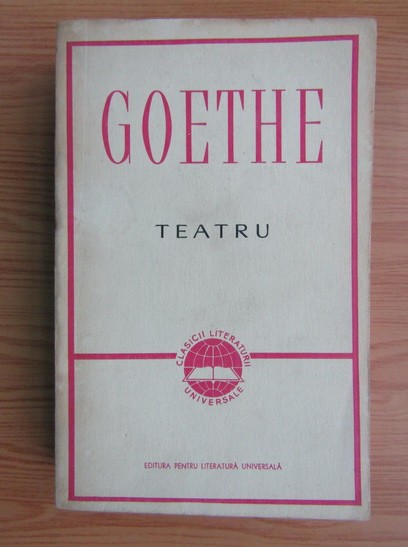 GOETHE
TEATRU
CLASICII LITERATURII
UNIVERSALE
EDITURA PENTRU LITERATURĂ UNIVERSALĂ